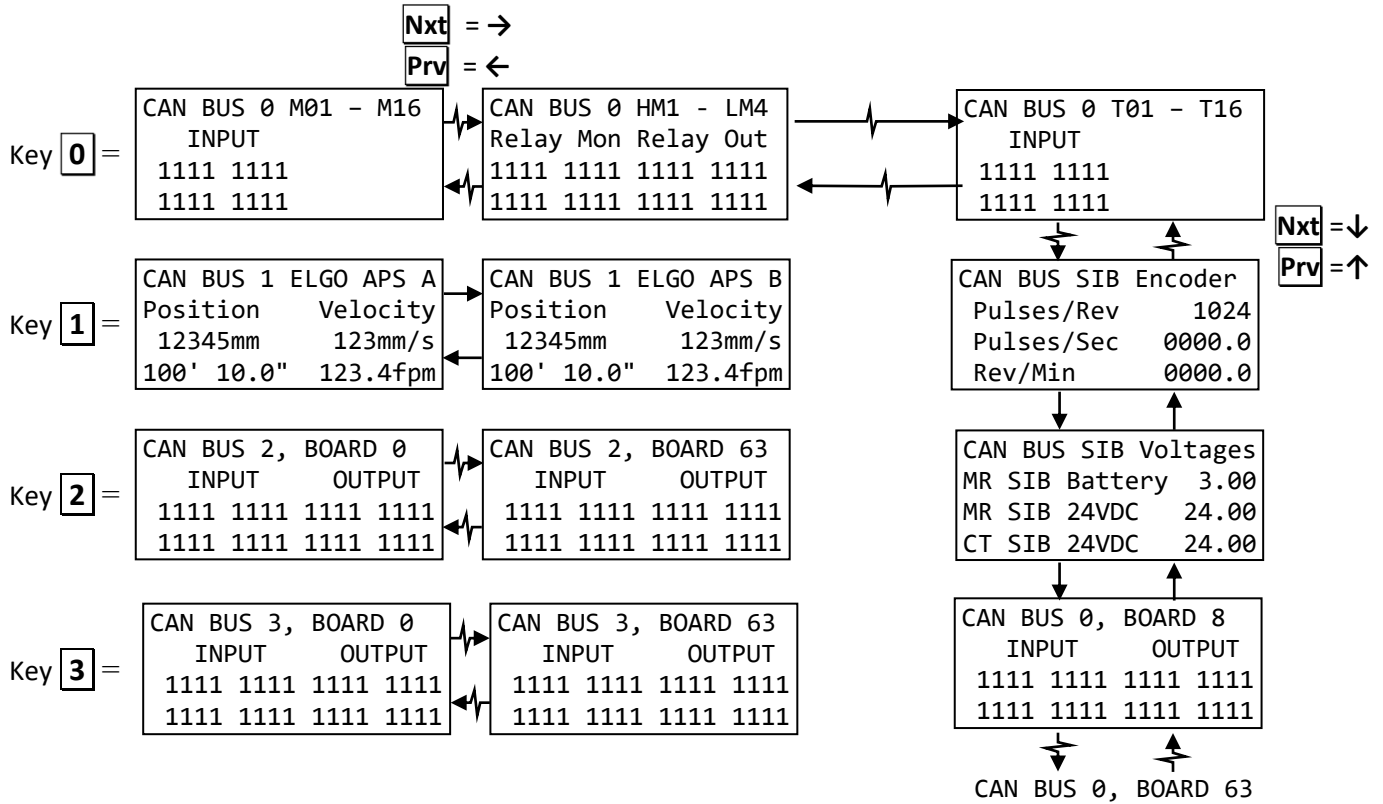 Nxt = →
Prv = ←
Key 0 =
CAN BUS 0 M01 – M16
INPUT
1111 1111
1111 1111
CAN BUS 0 HM1 - LM4
Relay Mon Relay Out
1111 1111 1111 1111
1111 1111 1111 1111
CAN BUS 0 T01 – T16
INPUT
1111 1111
1111 1111
Nxt =↓
Prv =↑
Key 1 =
CAN BUS 1 ELGO APS A
Position Velocity
12345mm 123mm/s
100' 10.0" 123.4fpm
CAN BUS 1 ELGO APS B
Position Velocity
12345mm 123mm/s
100' 10.0" 123.4fpm
CAN BUS SIB Encoder
Pulses/Rev 1024
Pulses/Sec 0000.0
Rev/Min 0000.0
Key 2 =
CAN BUS 2, BOARD 0
INPUT OUTPUT
1111 1111 1111 1111
1111 1111 1111 1111
CAN BUS 2, BOARD 63
INPUT OUTPUT
1111 1111 1111 1111
1111 1111 1111 1111
CAN BUS SIB Voltages
MR SIB Battery 3.00
MR SIB 24VDC 24.00
CT SIB 24VDC 24.00
Key 3 =
CAN BUS 3, BOARD 0
INPUT OUTPUT
1111 1111 1111 1111
1111 1111 1111 1111
CAN BUS 3, BOARD 63
INPUT OUTPUT
1111 1111 1111 1111
1111 1111 1111 1111
CAN BUS 0, BOARD 8
INPUT OUTPUT
1111 1111 1111 1111
1111 1111 1111 1111
CAN BUS 0, BOARD 63